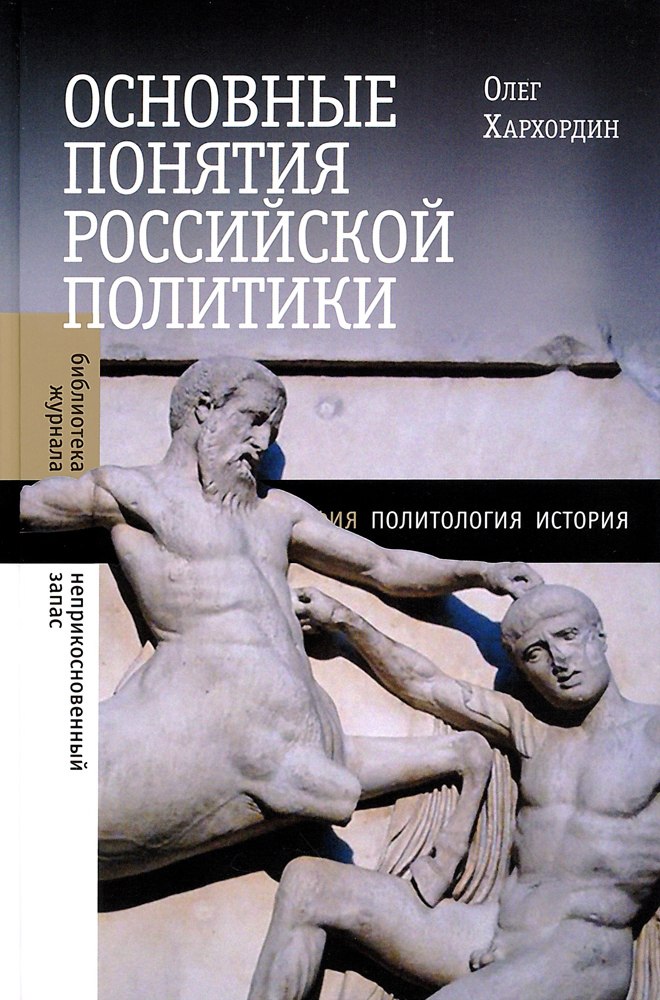 ОСНОВНЫЕ
ПОНЯТИЯ
РОССИЙСКОЙ
ПОЛИТИКИ
Олег
Хархордин
библиотека
журнала
неприкосновенный
запас
ПОЛИТОЛОГИЯ ИСТОРИЯ